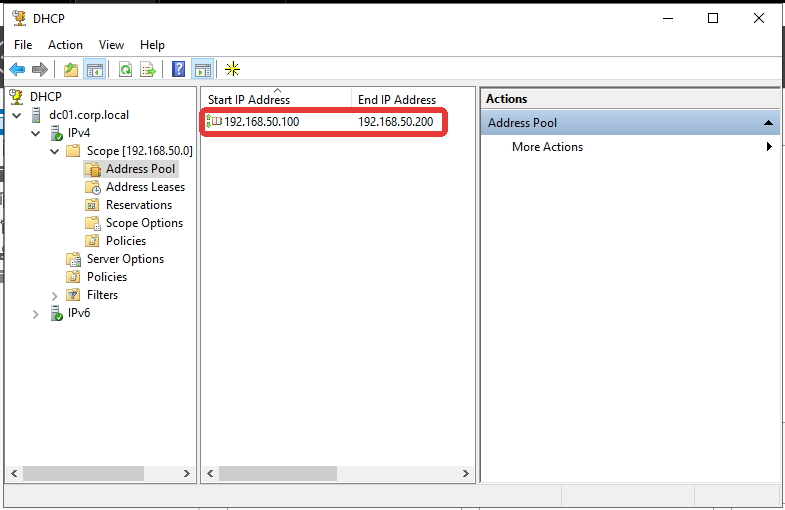 DHCP
File Action View Help
DHCP
dc01.corp.local
IPv4
Scope [192.168.50.0]
Address Pool
Address Leases
Reservations
Scope Options
Policies
Server Options
Policies
Filters
IPv6
Start IP Address End IP Address
192.168.50.100 192.168.50.200
Actions
Address Pool
More Actions